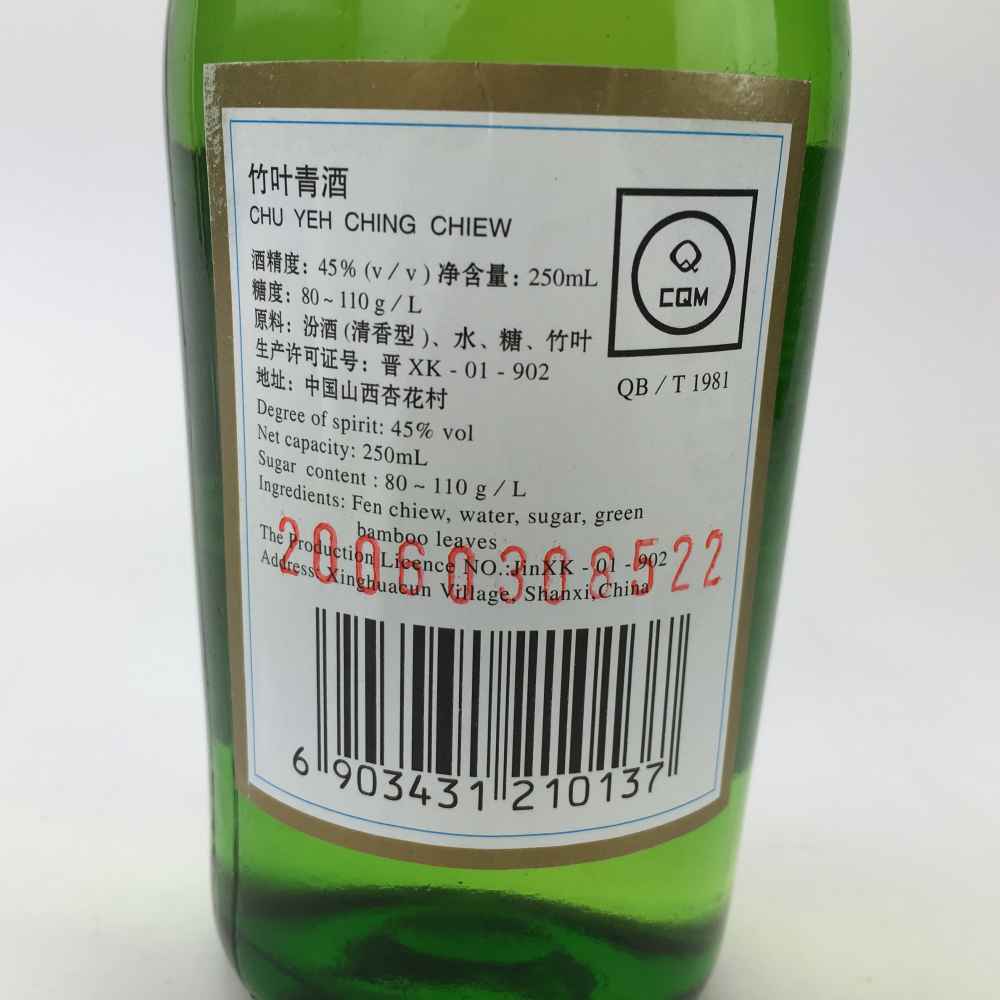 竹叶青酒
CHU YEH CHING CHIEW
酒精度: 45% (v/v) 净含量: 250mL
糖度: 80~110 g/L
原料: 汾酒(清香型)、水、糖、竹叶
生产许可证号: 晋 XK - 01 - 902
地址: 中国山西杏花村
Degree of spirit: 45% vol
Net capacity: 250mL
Sugar content : 80 ~ 110 g / L
Ingredients: Fen chiew, water, sugar, green
bamboo leaves
The Production Licence NO.:JinXK - 01 - 902
Address: Xinghuacun Village, Shanxi,China
20060308522
Q
CQM
QB / T 1981
6 903431 210137